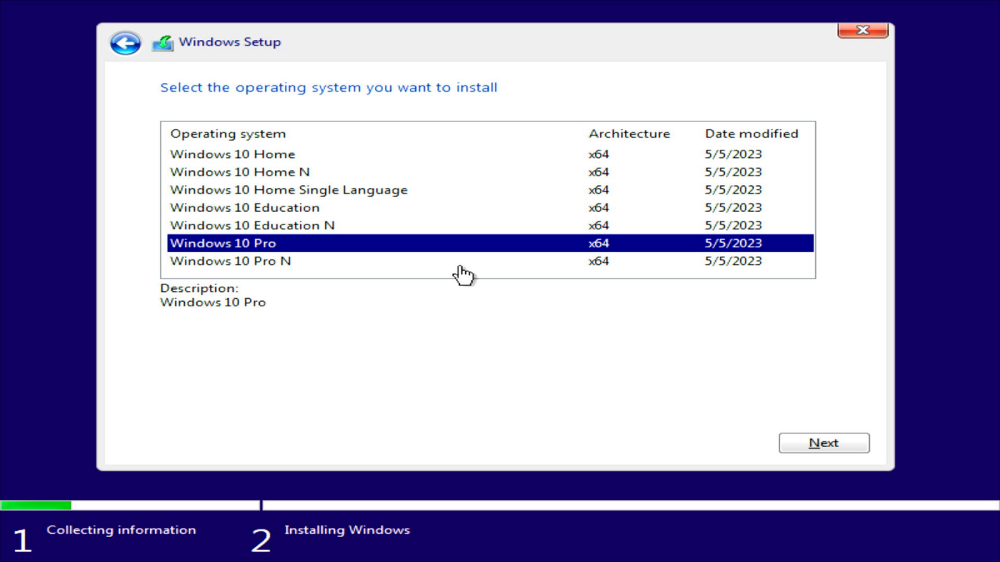 Windows Setup
Select the operating system you want to install
Operating system Architecture Date modified
Windows 10 Home x64 5/5/2023
Windows 10 Home N x64 5/5/2023
Windows 10 Home Single Language x64 5/5/2023
Windows 10 Education x64 5/5/2023
Windows 10 Education N x64 5/5/2023
Windows 10 Pro x64 5/5/2023
Windows 10 Pro N x64 5/5/2023
Description:
Windows 10 Pro
Next
1 Collecting information 2 Installing Windows